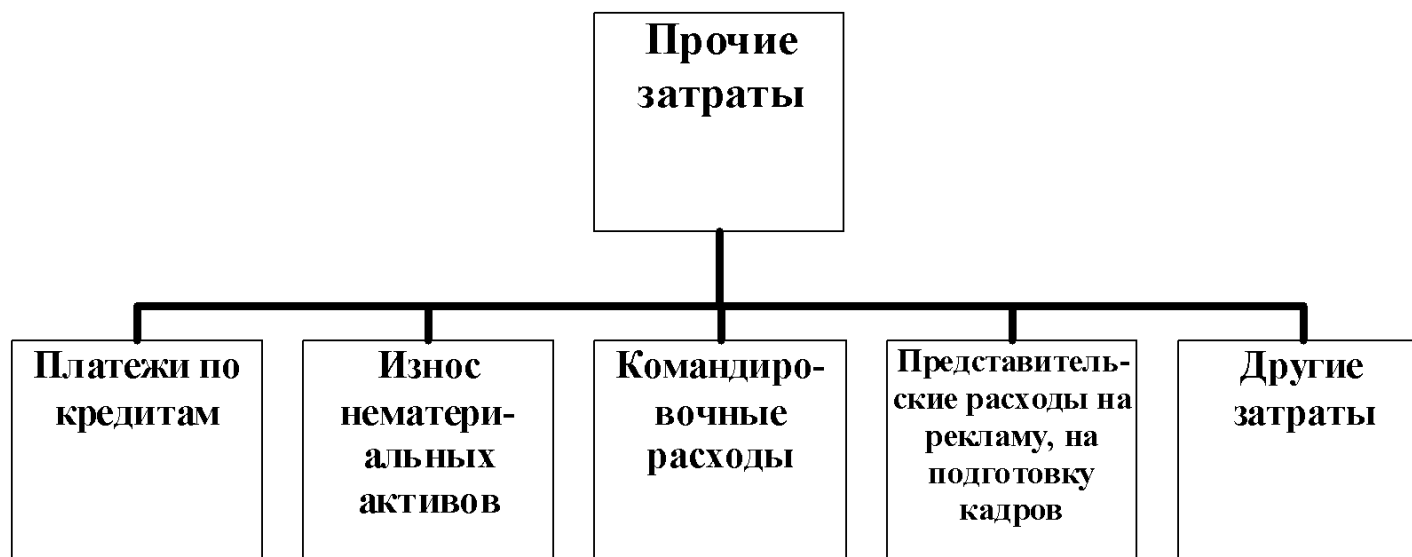 Прочие
затраты
Платежи по
кредитам
Износ
нематери-
альных
активов
Командиро-
вочные
расходы
Представитель-
ские расходы на
рекламу, на
подготовку
кадров
Другие
затраты